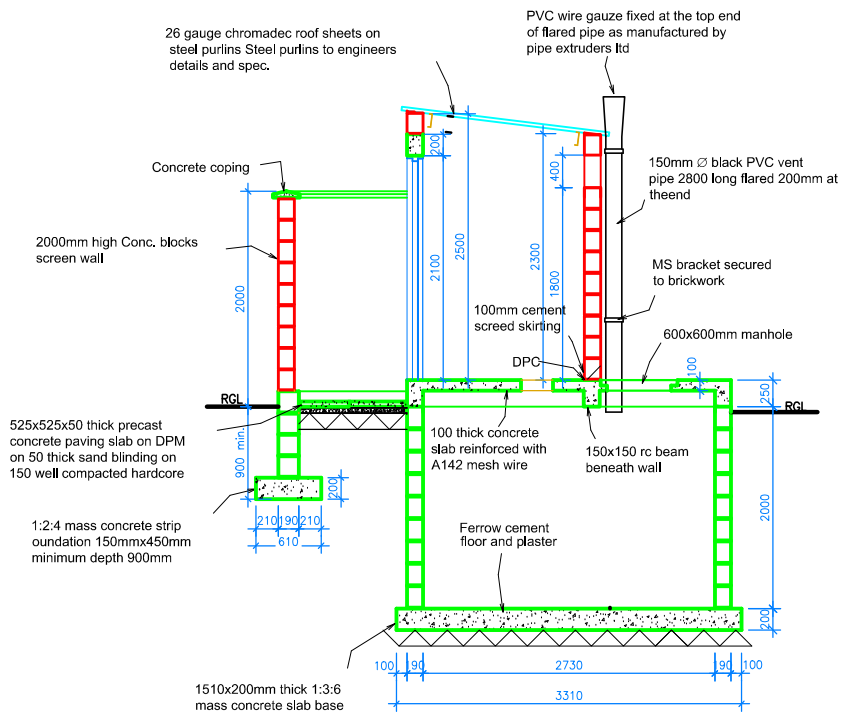 26 gauge chromadec roof sheets on
steel purlins Steel purlins to engineers
details and spec.
PVC wire gauze fixed at the top end
of flared pipe as manufactured by
pipe extruders ltd
Concrete coping
150mm Ø black PVC vent
pipe 2800 long flared 200mm at
theend
2000mm high Conc. blocks
screen wall
MS bracket secured
to brickwork
100mm cement
screed skirting
600x600mm manhole
DPC
RGL
RGL
525x525x50 thick precast
concrete paving slab on DPM
on 50 thick sand blinding on
150 well compacted hardcore
100 thick concrete
slab reinforced with
A142 mesh wire
150x150 rc beam
beneath wall
1:2:4 mass concrete strip
oundation 150mmx450mm
minimum depth 900mm
Ferrow cement
floor and plaster
1510x200mm thick 1:3:6
mass concrete slab base
200
400
2500
2300
2100
1800
2000
100
250
900 min.
200
210
190
210
610
2000
200
100
190
2730
190
100
3310